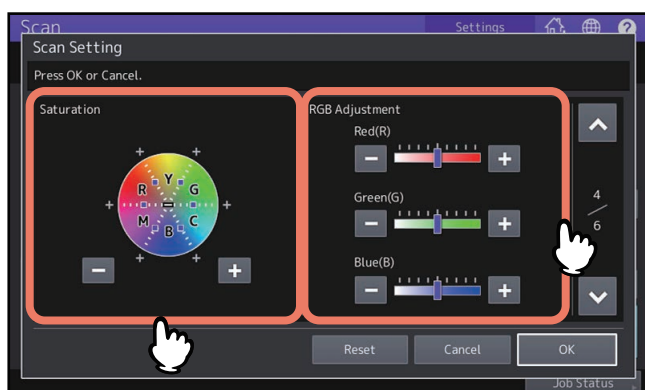 Scan
Settings
?
Scan Setting
Press OK or Cancel.
Saturation
+ +
R Y G
+ − +
M B C
+ +
− +
RGB Adjustment
Red(R)
− +
Green(G)
− +
Blue(B)
− +
4
/
6
Reset Cancel OK
Job Status